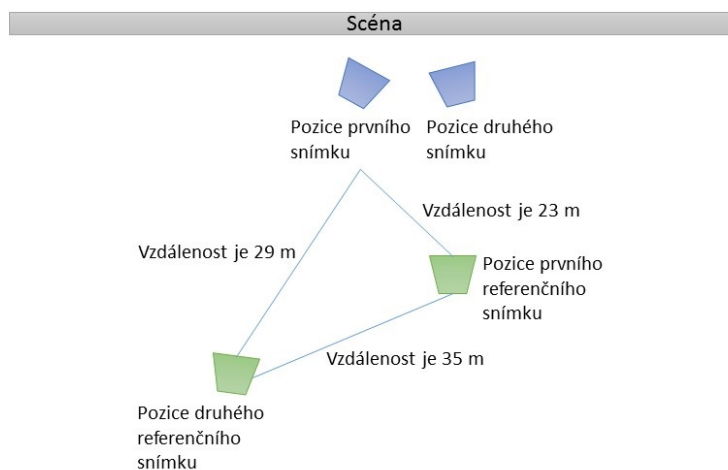 Scéna
Pozice prvního
snímku
Pozice druhého
snímku
Vzdálenost je 23 m
Vzdálenost je 29 m
Pozice prvního
referenčního
snímku
Vzdálenost je 35 m
Pozice druhého
referenčního
snímku